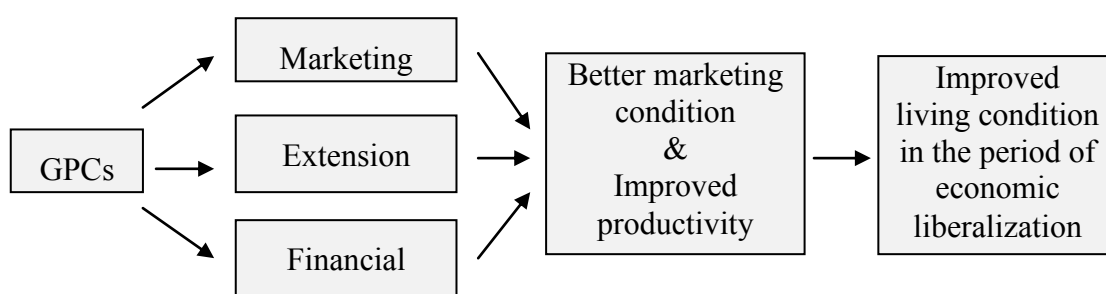 GPCs
Marketing
Extension
Financial
Better marketing
condition
&
Improved
productivity
Improved
living condition
in the period of
economic
liberalization